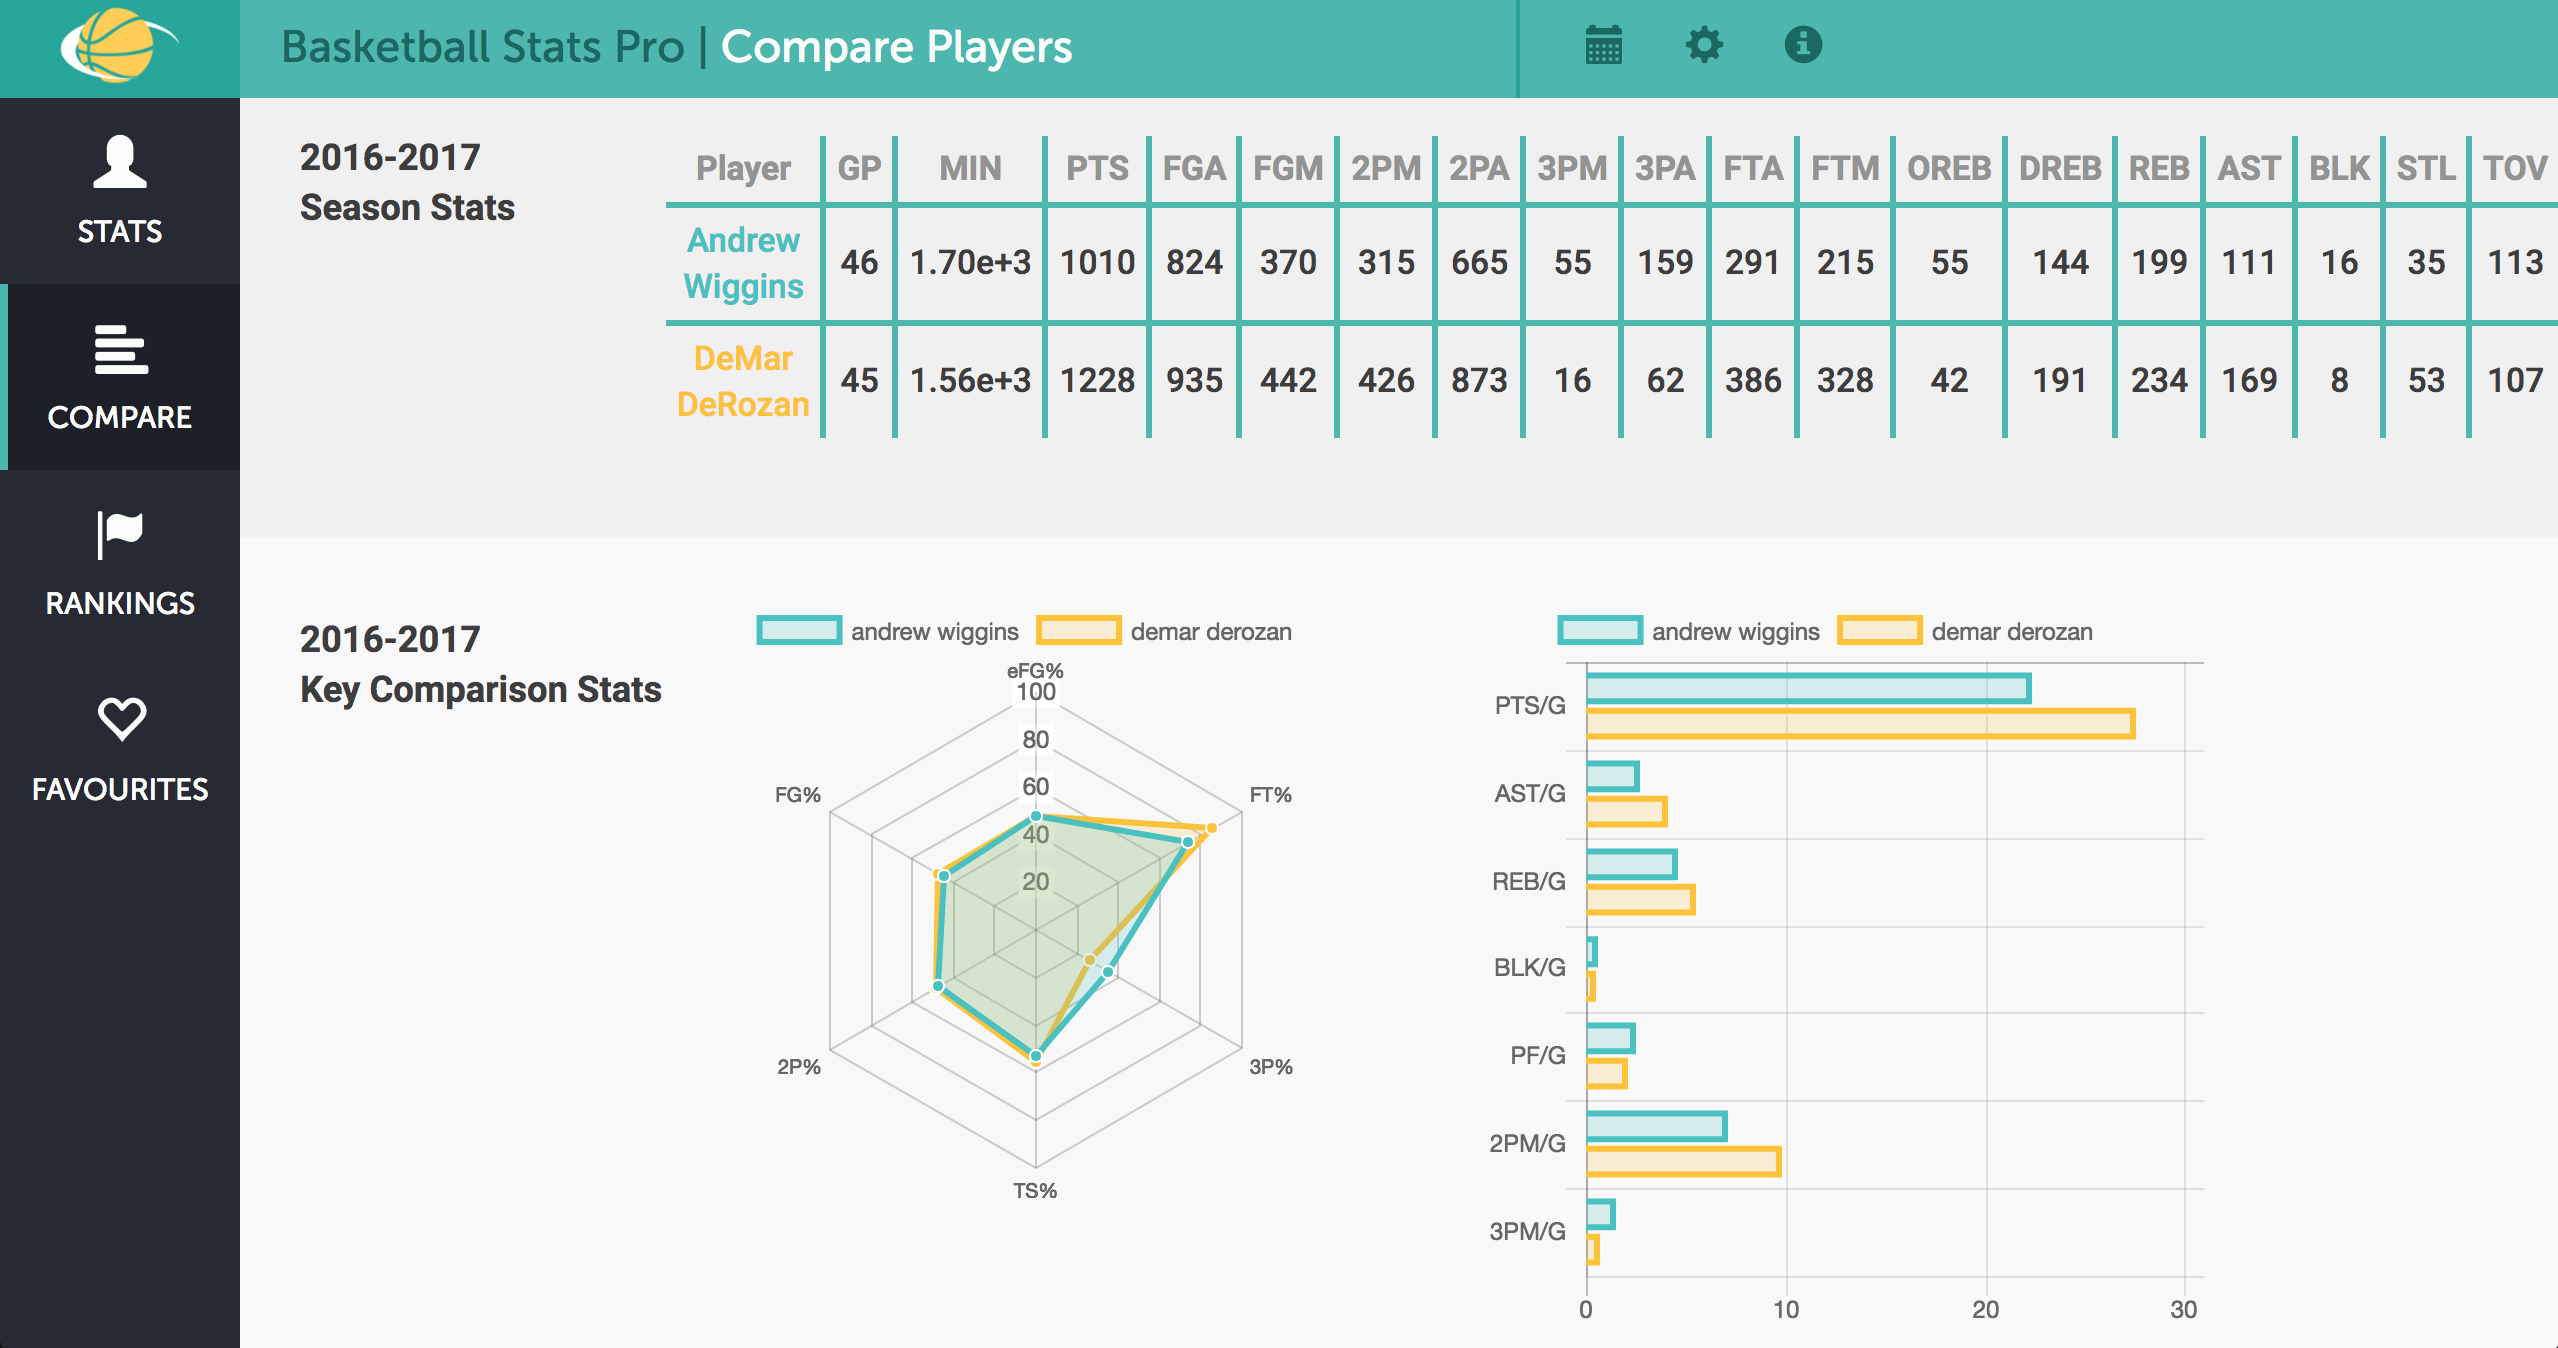 Basketball Stats Pro | Compare Players
STATS
COMPARE
RANKINGS
FAVOURITES
2016-2017
Season Stats
Player GP MIN PTS FGA FGM 2PM 2PA 3PM 3PA FTA FTM OREB DREB REB AST BLK STL TOV
Andrew
Wiggins
46 1.70e+3 1010 824 370 315 665 55 159 291 215 55 144 199 111 16 35 113
DeMar
DeRozan
45 1.56e+3 1228 935 442 426 873 16 62 386 328 42 191 234 169 8 53 107
2016-2017
Key Comparison Stats
andrew wiggins demar derozan
eFG%
100
80
60
40
20
FG% FT%
2P% 3P%
TS%
andrew wiggins demar derozan
PTS/G
AST/G
REB/G
BLK/G
PF/G
2PM/G
3PM/G
0 10 20 30